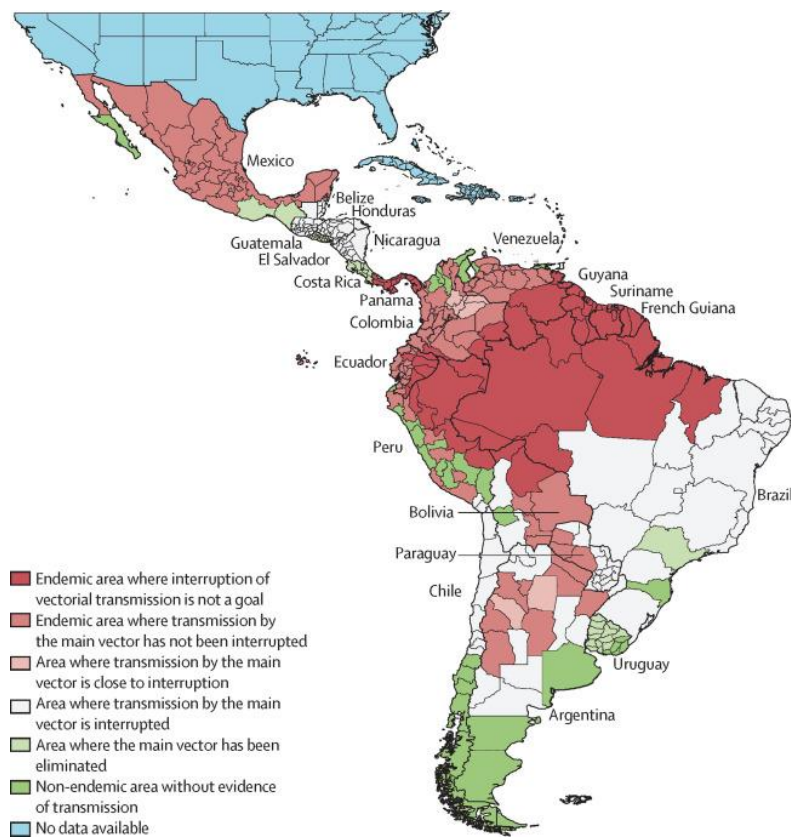 Mexico
Belize
Honduras
Guatemala
Nicaragua
El Salvador
Costa Rica
Panama
Venezuela
Guyana
Suriname
French Guiana
Colombia
Ecuador
Peru
Brazil
Bolivia
Paraguay
Chile
Uruguay
Argentina
Endemic area where interruption of
vectorial transmission is not a goal
Endemic area where transmission by
the main vector has not been interrupted
Area where transmission by the main
vector is close to interruption
Area where transmission by the main
vector is interrupted
Area where the main vector has been
eliminated
Non-endemic area without evidence
of transmission
No data available